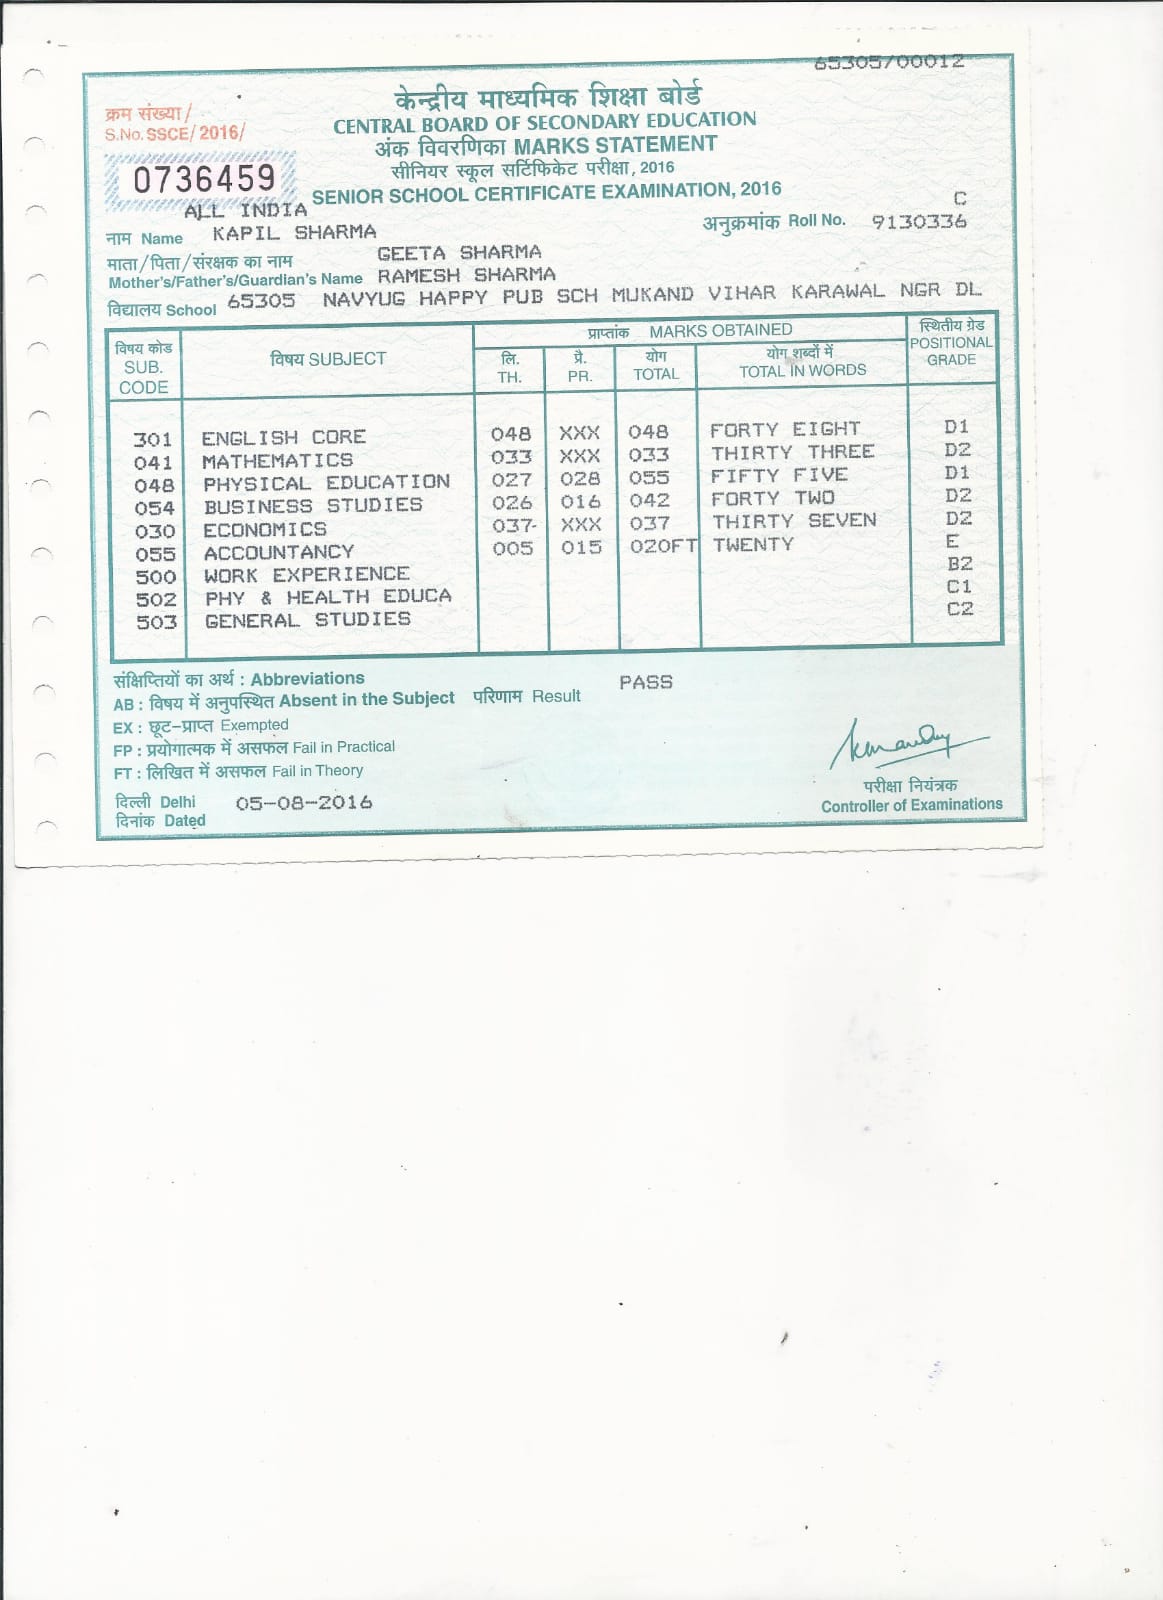 65305/00012
क्रम संख्या/
S.No. SSCE/2016/
0736459
केन्द्रीय माध्यमिक शिक्षा बोर्ड
CENTRAL BOARD OF SECONDARY EDUCATION
अंक विवरणिका MARKS STATEMENT
सीनियर स्कूल सर्टिफिकेट परीक्षा, 2016
SENIOR SCHOOL CERTIFICATE EXAMINATION, 2016
ALL INDIA
C
नाम Name KAPIL SHARMA अनुक्रमांक Roll No. 9130336
माता/पिता/संरक्षक का नाम GEETA SHARMA
Mother's/Father's/Guardian's Name RAMESH SHARMA
विद्यालय School 65305 NAVYUG HAPPY PUB SCH MUKAND VIHAR KARAWAL NGR DL
विषय कोड SUB. CODE विषय SUBJECT प्राप्तांक MARKS OBTAINED स्थितीय ग्रेड POSITIONAL GRADE
लि. TH. प्रै. PR. योग TOTAL योग शब्दों में TOTAL IN WORDS
301 ENGLISH CORE 048 XXX 048 FORTY EIGHT D1
041 MATHEMATICS 033 XXX 033 THIRTY THREE D2
048 PHYSICAL EDUCATION 027 028 055 FIFTY FIVE D1
054 BUSINESS STUDIES 026 016 042 FORTY TWO D2
030 ECONOMICS 037 XXX 037 THIRTY SEVEN D2
055 ACCOUNTANCY 005 015 020FT TWENTY E
500 WORK EXPERIENCE B2
502 PHY & HEALTH EDUCA C1
503 GENERAL STUDIES C2
संक्षिप्तियों का अर्थ : Abbreviations
AB : विषय में अनुपस्थित Absent in the Subject परिणाम Result PASS
EX : छूट-प्राप्त Exempted
FP : प्रयोगात्मक में असफल Fail in Practical
FT : लिखित में असफल Fail in Theory
दिल्ली Delhi
दिनांक Dated 05-08-2016
परीक्षा नियंत्रक
Controller of Examinations